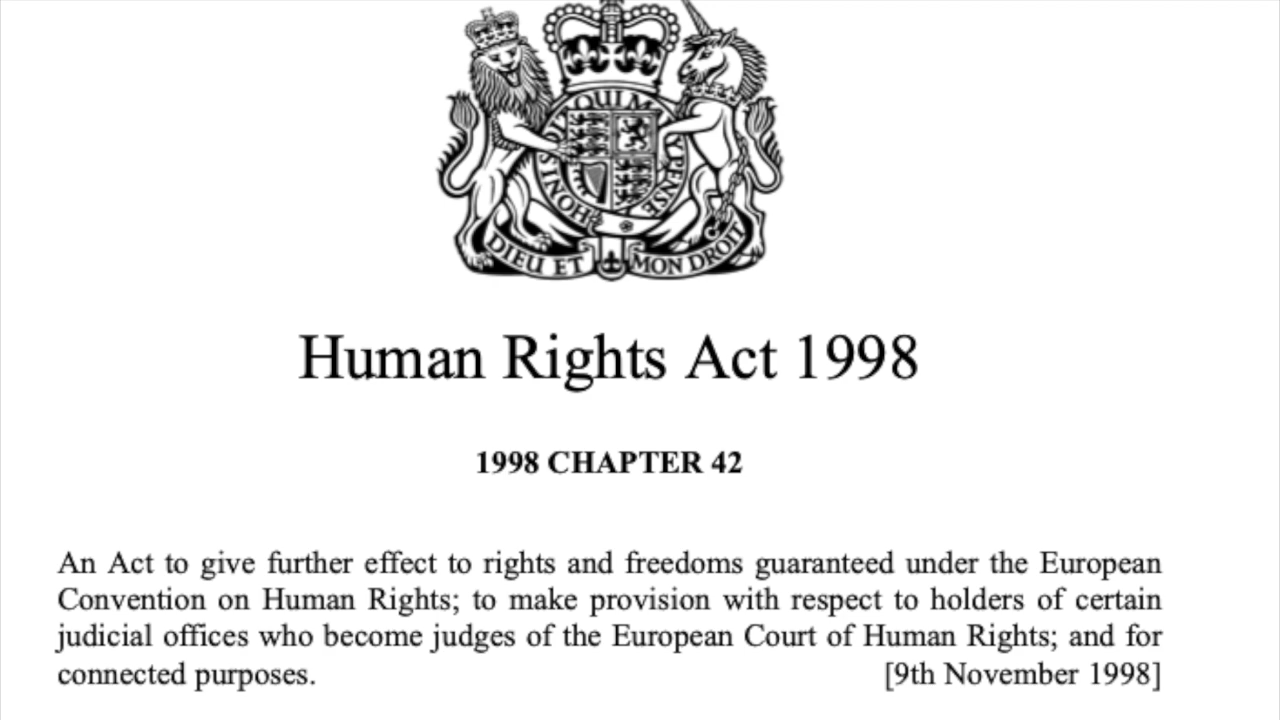 QUI M
HONI S
Y PENSE
DIEU ET MON DROIT
Human Rights Act 1998
1998 CHAPTER 42
An Act to give further effect to rights and freedoms guaranteed under the European
Convention on Human Rights; to make provision with respect to holders of certain
judicial offices who become judges of the European Court of Human Rights; and for
connected purposes. [9th November 1998]